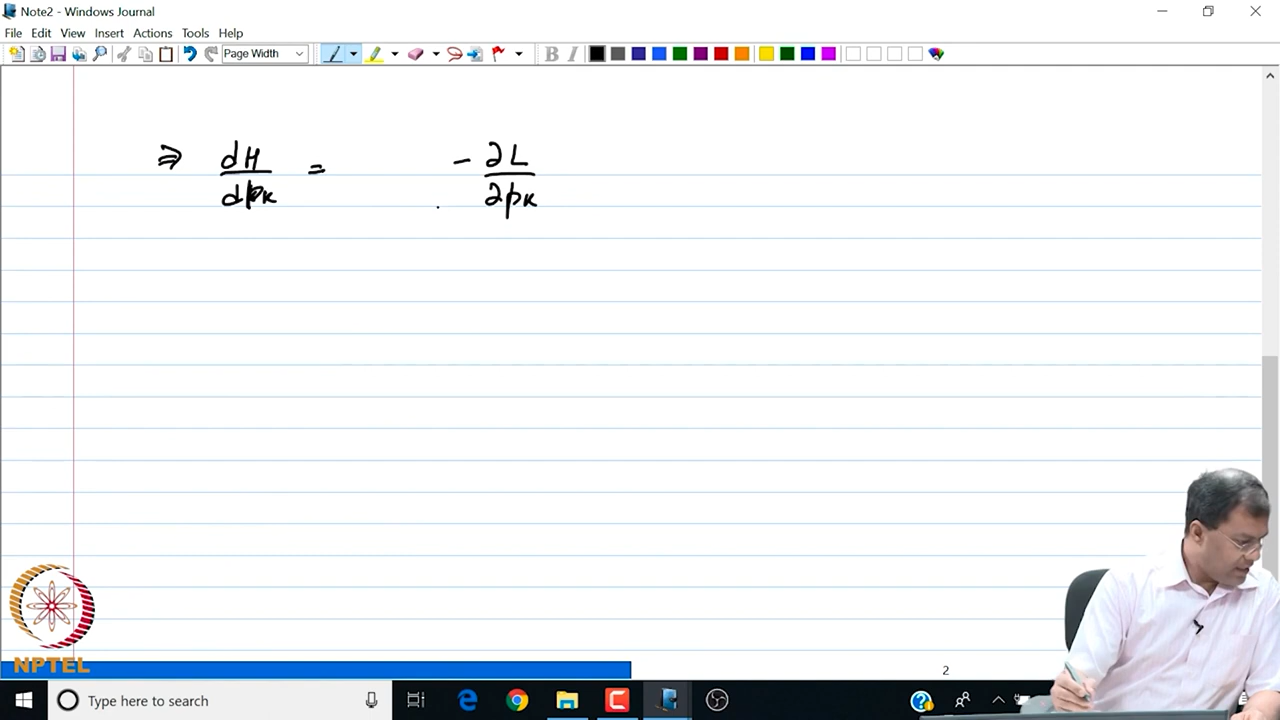 Note2 - Windows Journal
File Edit View Insert Actions Tools Help
Page Width
B I
⇒ dH/dpk = - ∂L/∂pk
NPTEL
2
Type here to search